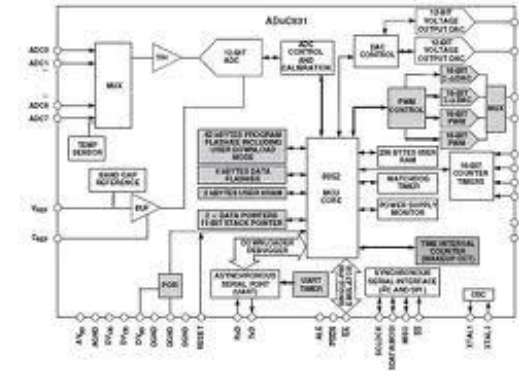 ADuC831
ADC0
ADC1
ADC6
ADC7
MUX
T/H
12-BIT
ADC
ADC
CONTROL
AND
CALIBRATION
DAC
CONTROL
12-BIT
VOLTAGE
OUTPUT DAC
12-BIT
VOLTAGE
OUTPUT DAC
TEMP
SENSOR
BAND GAP
REFERENCE
VREF
BUF
CREF
62 kBYTES PROGRAM
FLASH/EE INCLUDING
USER DOWNLOAD
MODE
4 kBYTES DATA
FLASH/EE
2 kBYTES USER XRAM
2 × DATA POINTERS
11-BIT STACK POINTER
DOWNLOADER
DEBUGGER
8052
MCU
CORE
PWM
CONTROL
16-BIT
16-BIT
16-BIT
PWM
16-BIT
PWM
MUX
256 BYTES USER
RAM
WATCHDOG
TIMER
POWER SUPPLY
MONITOR
16-BIT
COUNTER
TIMERS
TIME INTERVAL
COUNTER
(WAKEUP CCT)
POR
ASYNCHRONOUS
SERIAL PORT
(UART)
UART
TIMER
SINGLE-PIN
EMULATOR
SYNCHRONOUS
SERIAL INTERFACE
(I2C AND SPI)
OSC
AVDD
AGND
DVDD
DVDD
DVDD
DGND
DGND
DGND
RESET
RxD
TxD
ALE
PSEN
EA
SCLOCK
SDATA/MOSI
MISO
SS
XTAL1
XTAL2